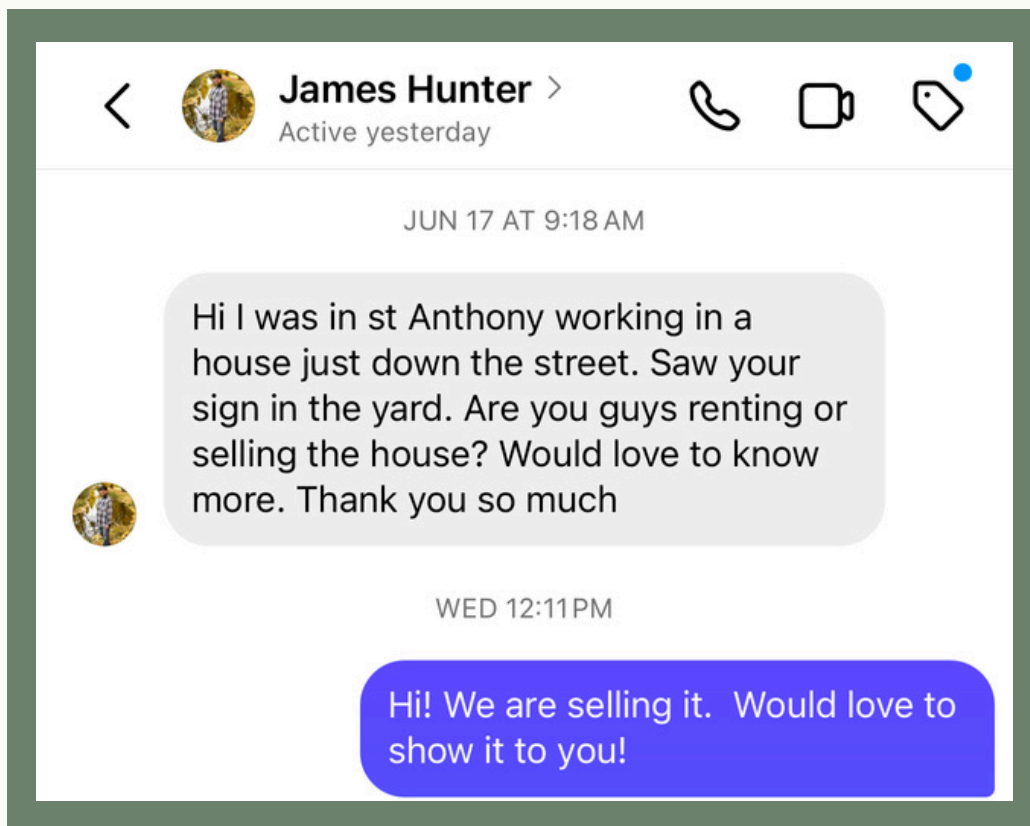 James Hunter
Active yesterday
JUN 17 AT 9:18 AM
Hi I was in st Anthony working in a
house just down the street. Saw your
sign in the yard. Are you guys renting or
selling the house? Would love to know
more. Thank you so much
WED 12:11 PM
Hi! We are selling it.  Would love to
show it to you!